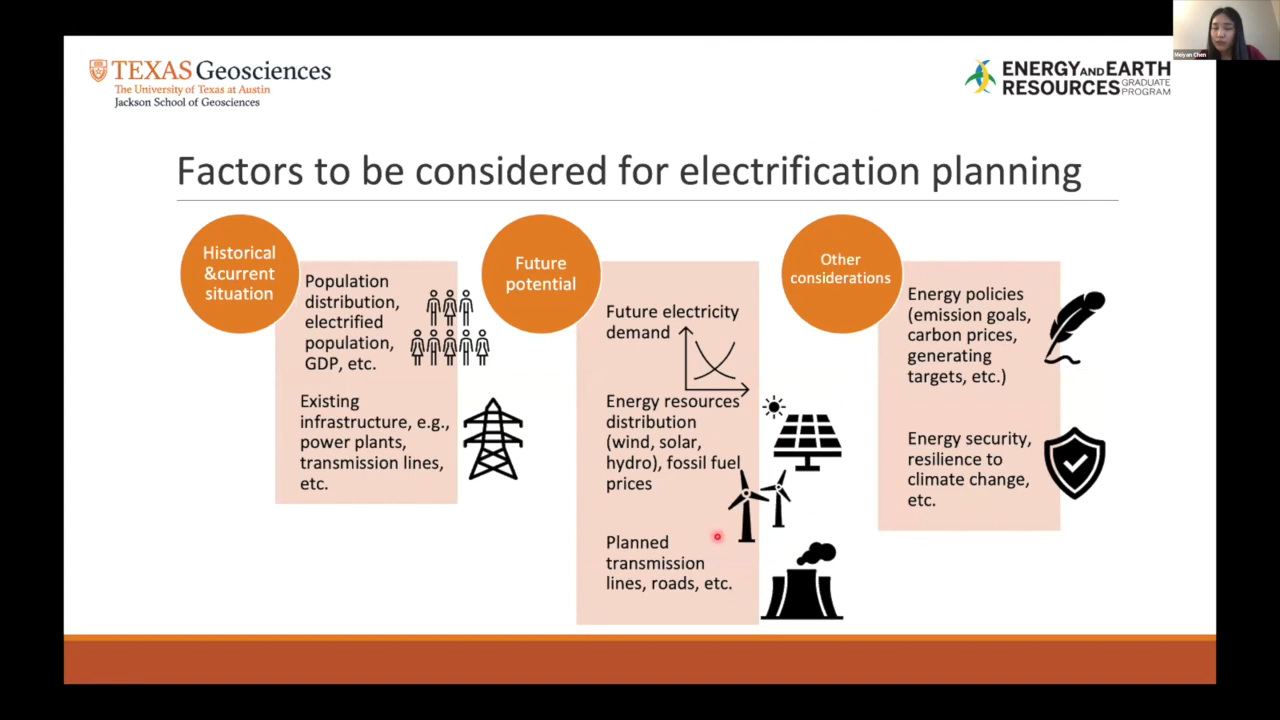 TEXAS Geosciences
The University of Texas at Austin
Jackson School of Geosciences
ENERGY AND EARTH
RESOURCES GRADUATE
PROGRAM
Meiyan Chen
Factors to be considered for electrification planning
Historical
&current
situation
Population
distribution,
electrified
population,
GDP, etc.
Existing
infrastructure, e.g.,
power plants,
transmission lines,
etc.
Future
potential
Future electricity
demand
Energy resources
distribution
(wind, solar,
hydro), fossil fuel
prices
Planned
transmission
lines, roads, etc.
Other
considerations
Energy policies
(emission goals,
carbon prices,
generating
targets, etc.)
Energy security,
resilience to
climate change,
etc.